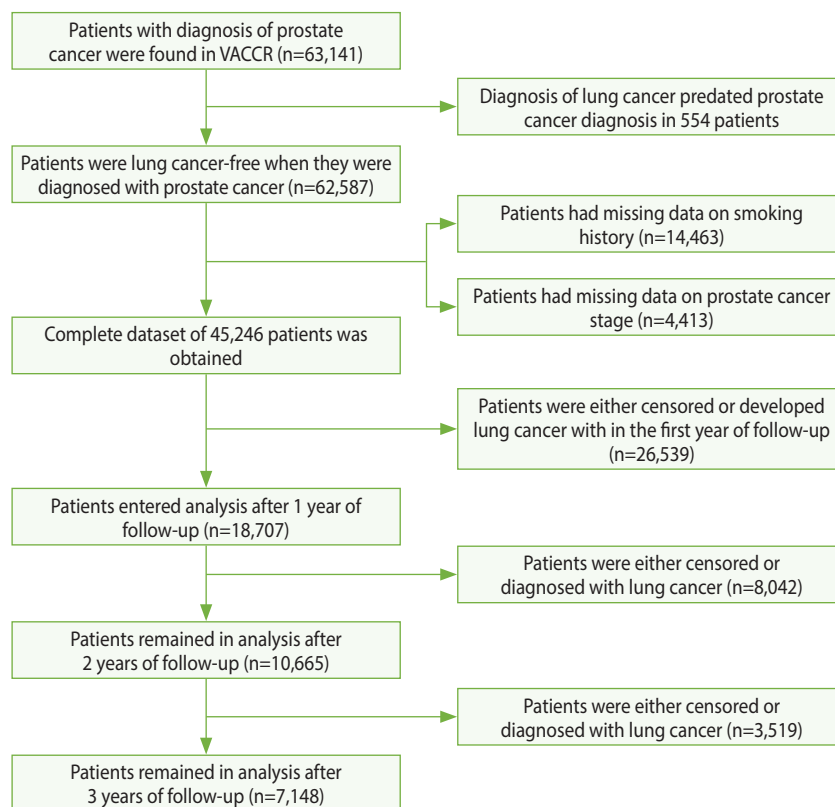 Patients with diagnosis of prostate
cancer were found in VACCR (n=63,141)
Diagnosis of lung cancer predated prostate
cancer diagnosis in 554 patients
Patients were lung cancer-free when they were
diagnosed with prostate cancer (n=62,587)
Patients had missing data on smoking
history (n=14,463)
Patients had missing data on prostate cancer
stage (n=4,413)
Complete dataset of 45,246 patients was
obtained
Patients were either censored or developed
lung cancer with in the first year of follow-up
(n=26,539)
Patients entered analysis after 1 year of
follow-up (n=18,707)
Patients were either censored or
diagnosed with lung cancer (n=8,042)
Patients remained in analysis after
2 years of follow-up (n=10,665)
Patients were either censored or
diagnosed with lung cancer (n=3,519)
Patients remained in analysis after
3 years of follow-up (n=7,148)